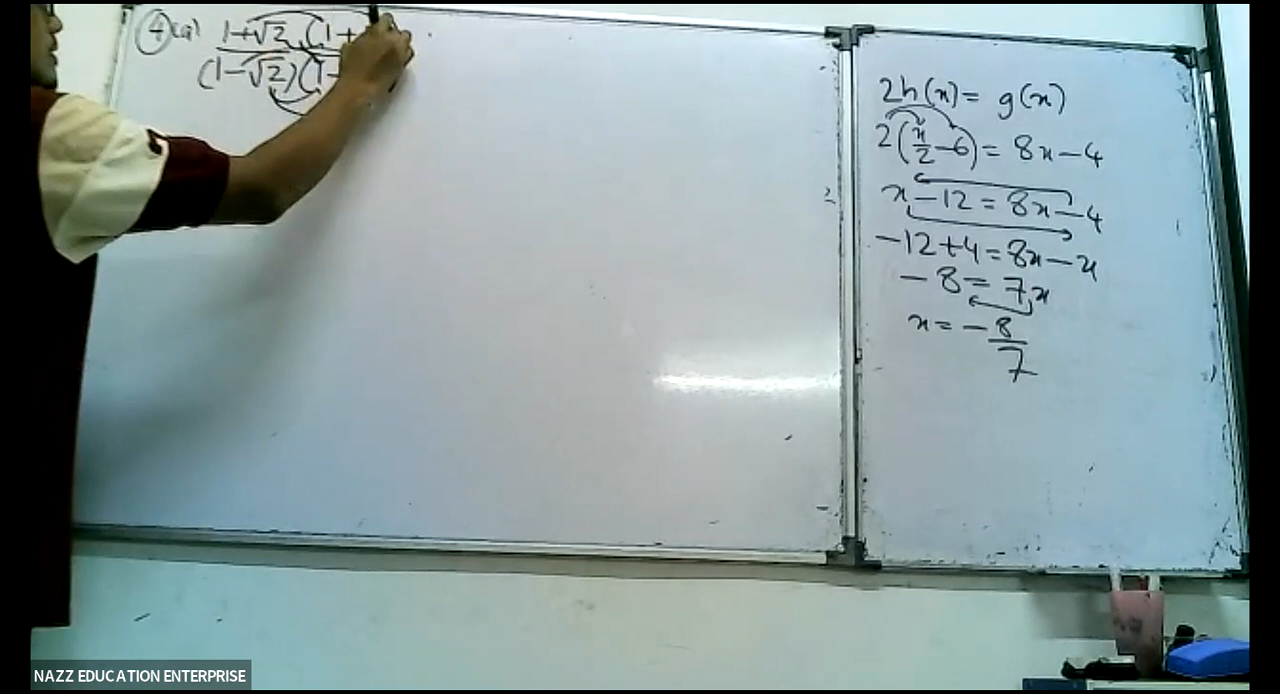 4 (a) 1+√2 (1+
(1-√2)(1-
2h(x) = g(x)
2(x/2 - 6) = 8x - 4
x - 12 = 8x - 4
-12 + 4 = 8x - x
-8 = 7x
x = -8/7
NAZZ EDUCATION ENTERPRISE